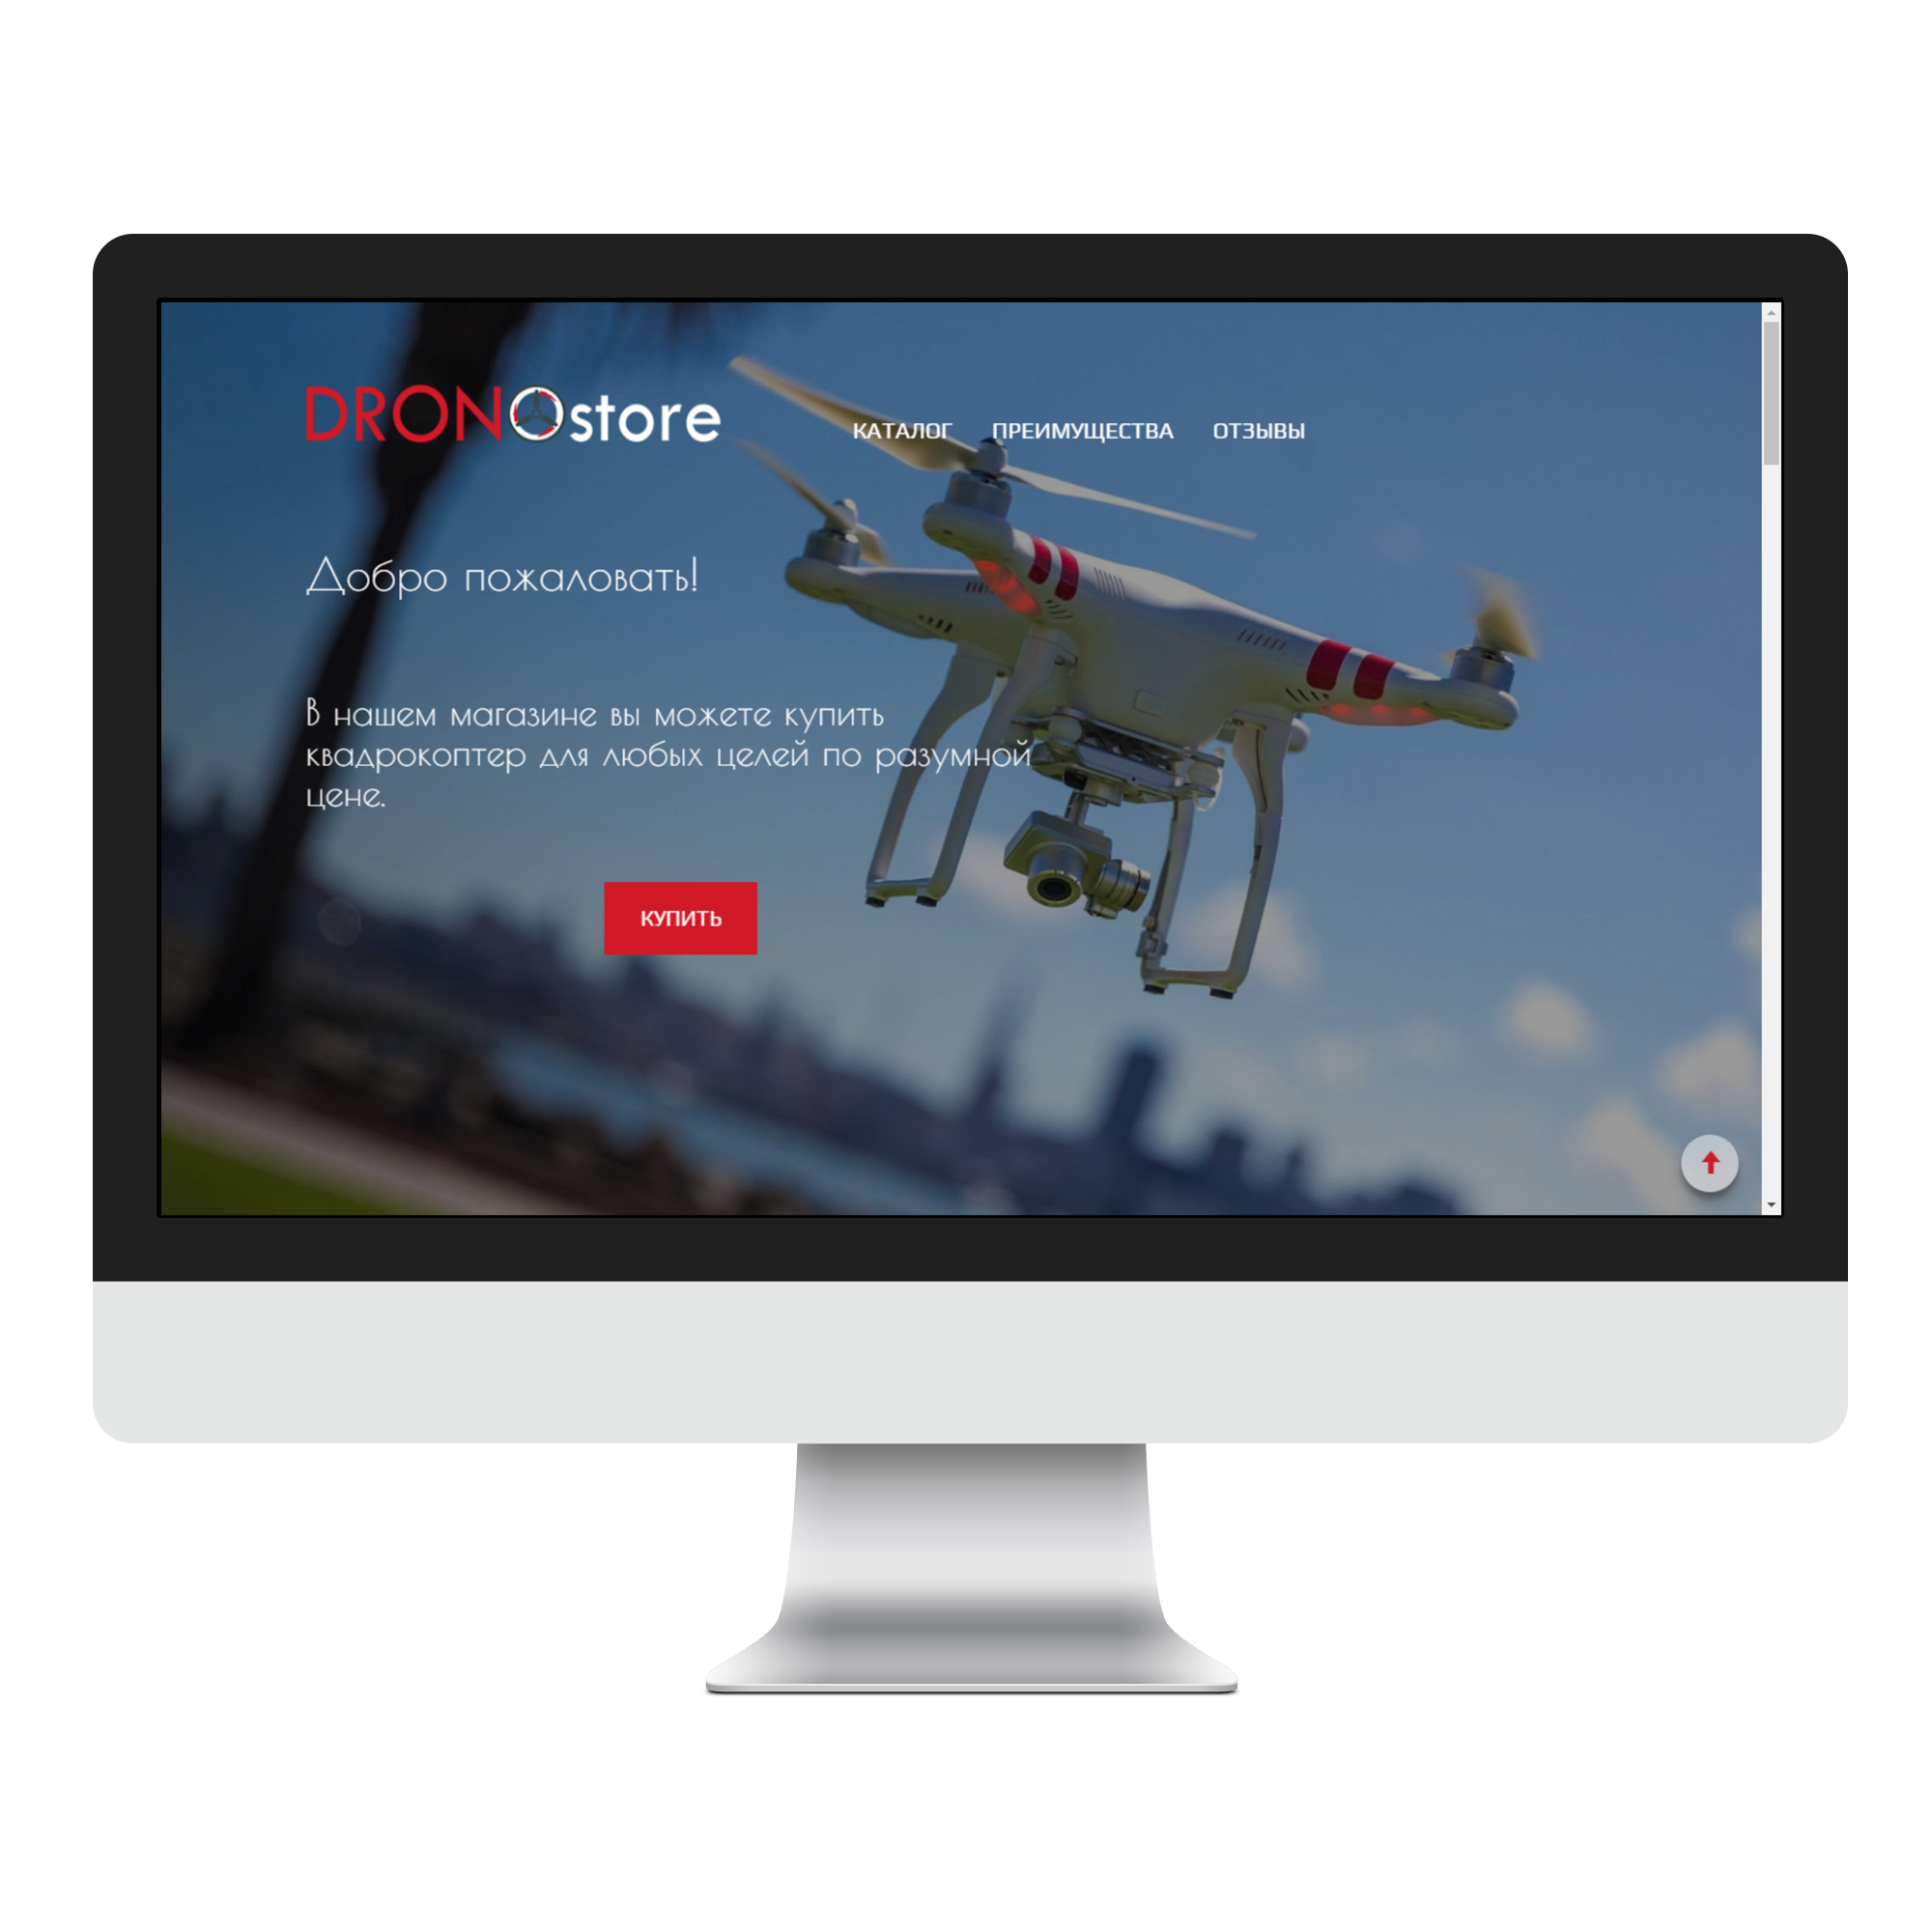 DRONOstore
КАТАЛОГ ПРЕИМУЩЕСТВА ОТЗЫВЫ
Добро пожаловать!
В нашем магазине вы можете купить
квадрокоптер для любых целей по разумной
цене.
КУПИТЬ